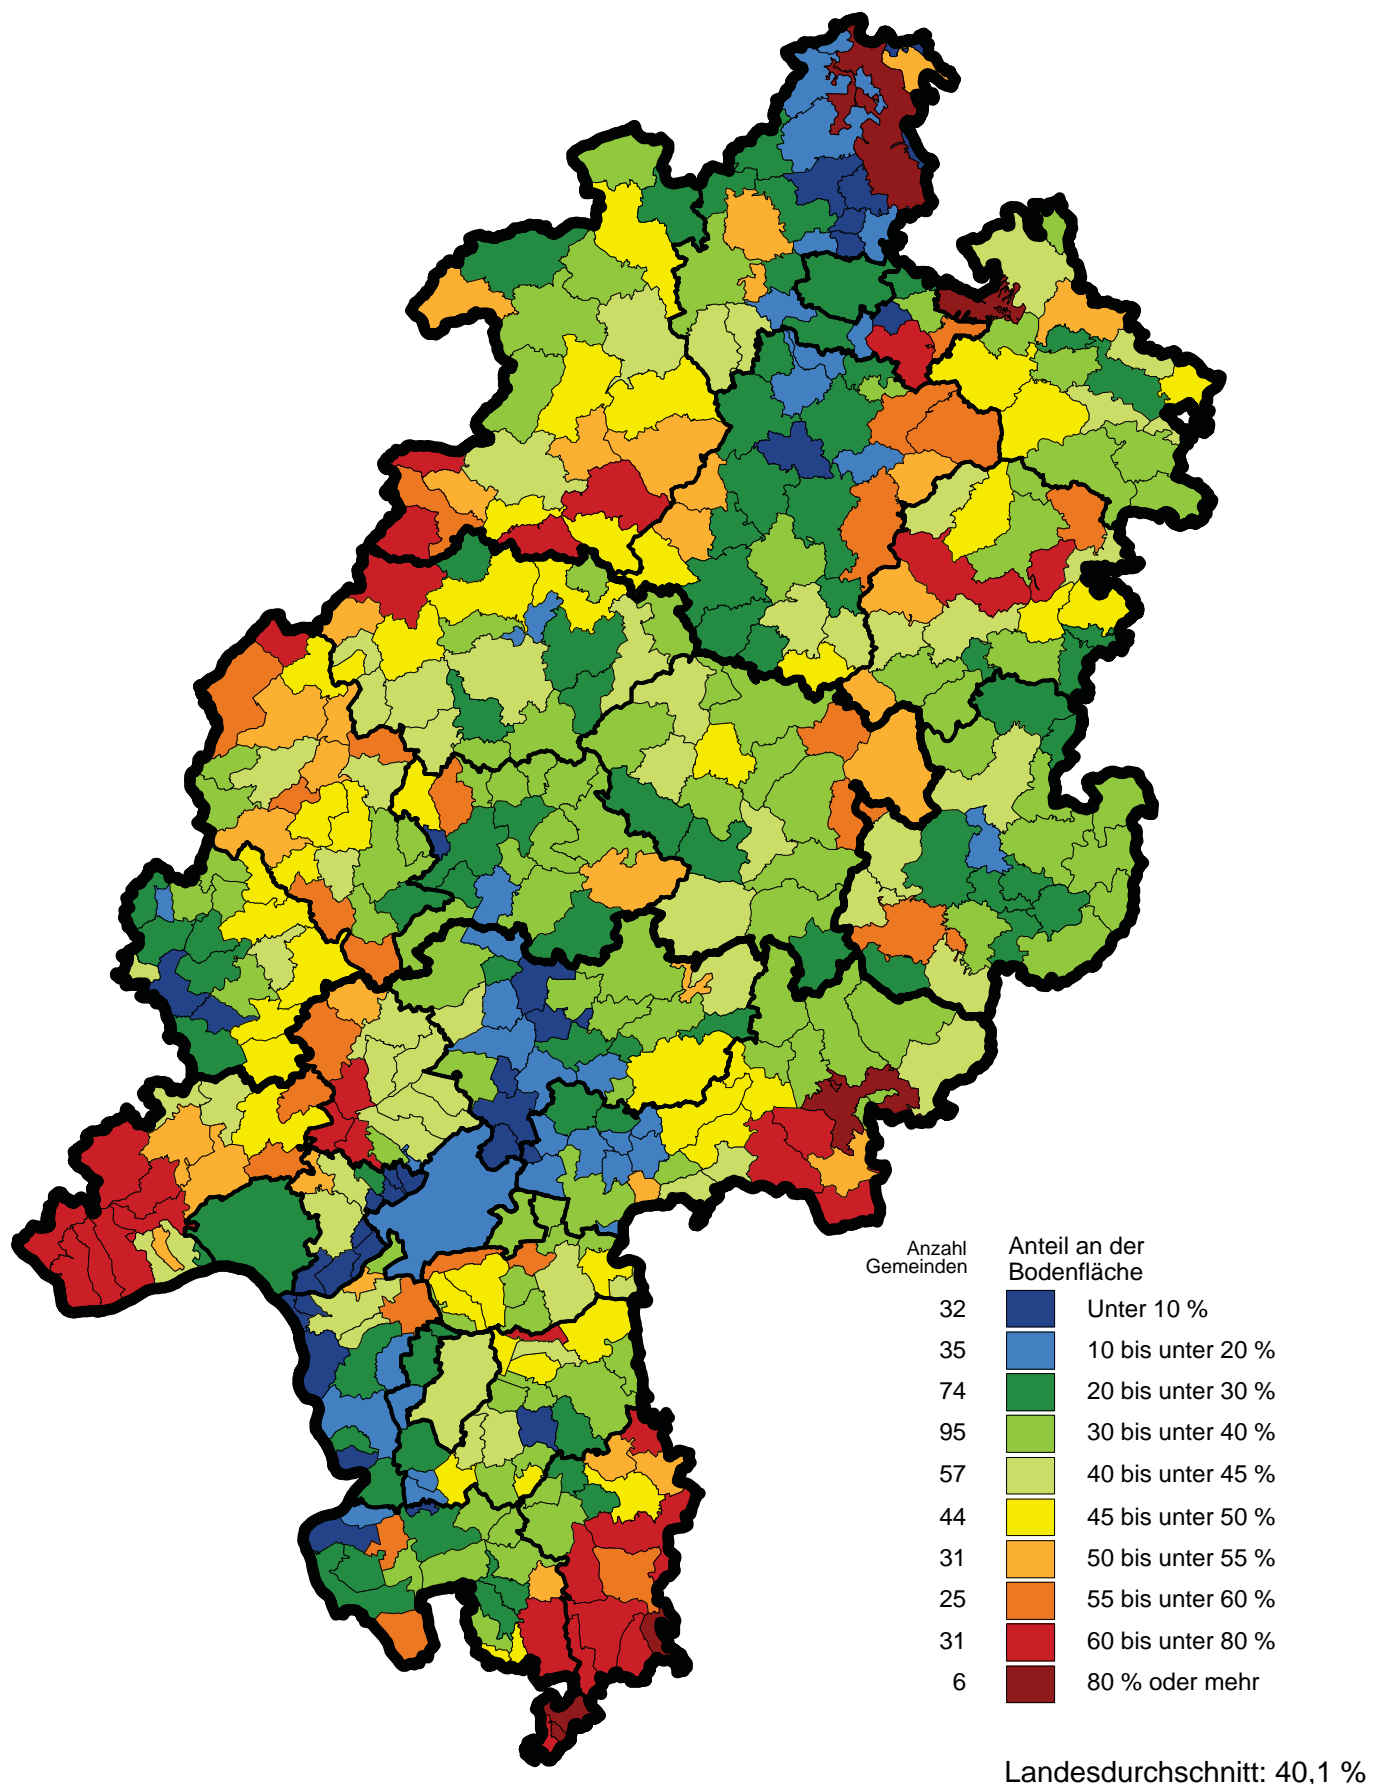 Anzahl
Gemeinden
Anteil an der
Bodenfläche
32 Unter 10 %
35 10 bis unter 20 %
74 20 bis unter 30 %
95 30 bis unter 40 %
57 40 bis unter 45 %
44 45 bis unter 50 %
31 50 bis unter 55 %
25 55 bis unter 60 %
31 60 bis unter 80 %
6 80 % oder mehr
Landesdurchschnitt: 40,1 %